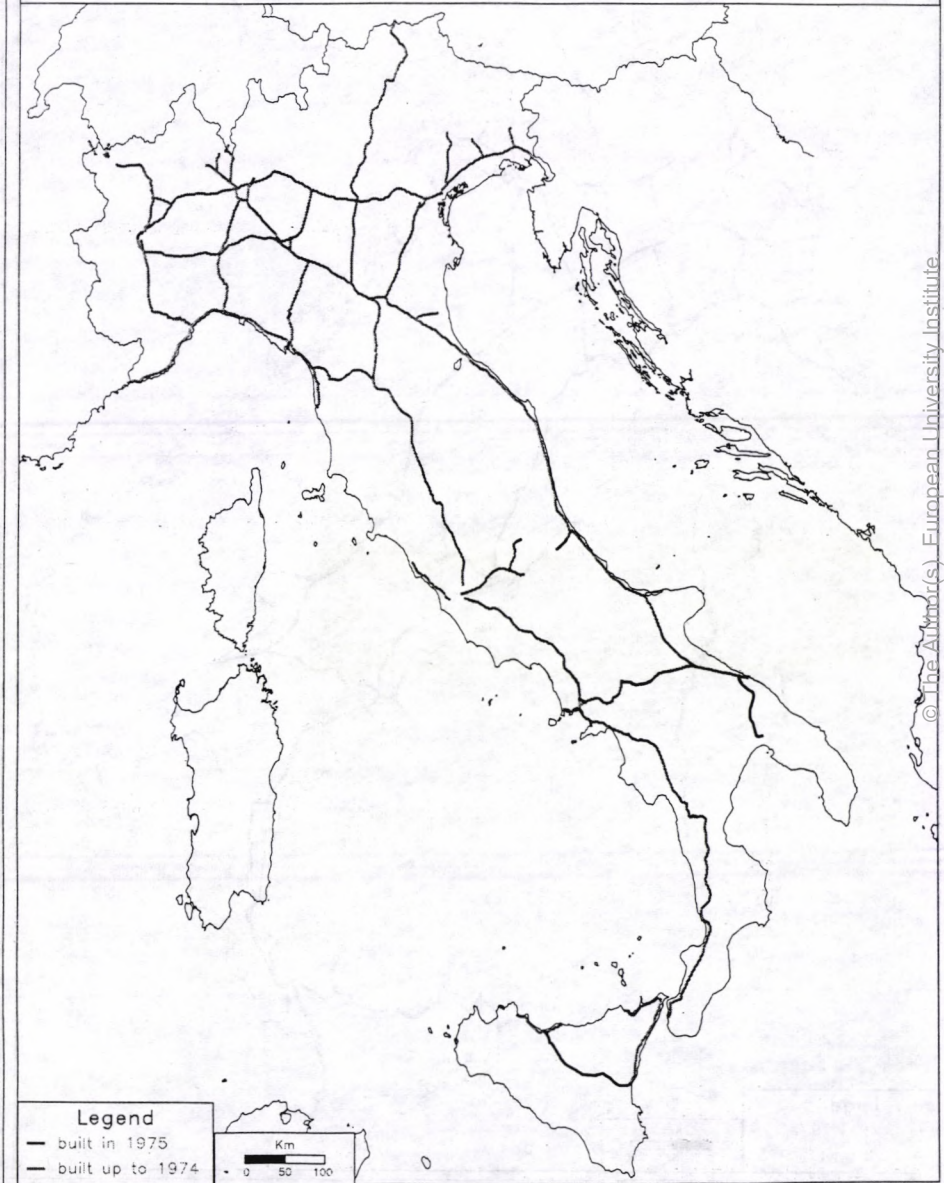 Legend
built in 1975
built up to 1974
Km
0 50 100
© The Author(s). European University Institute.